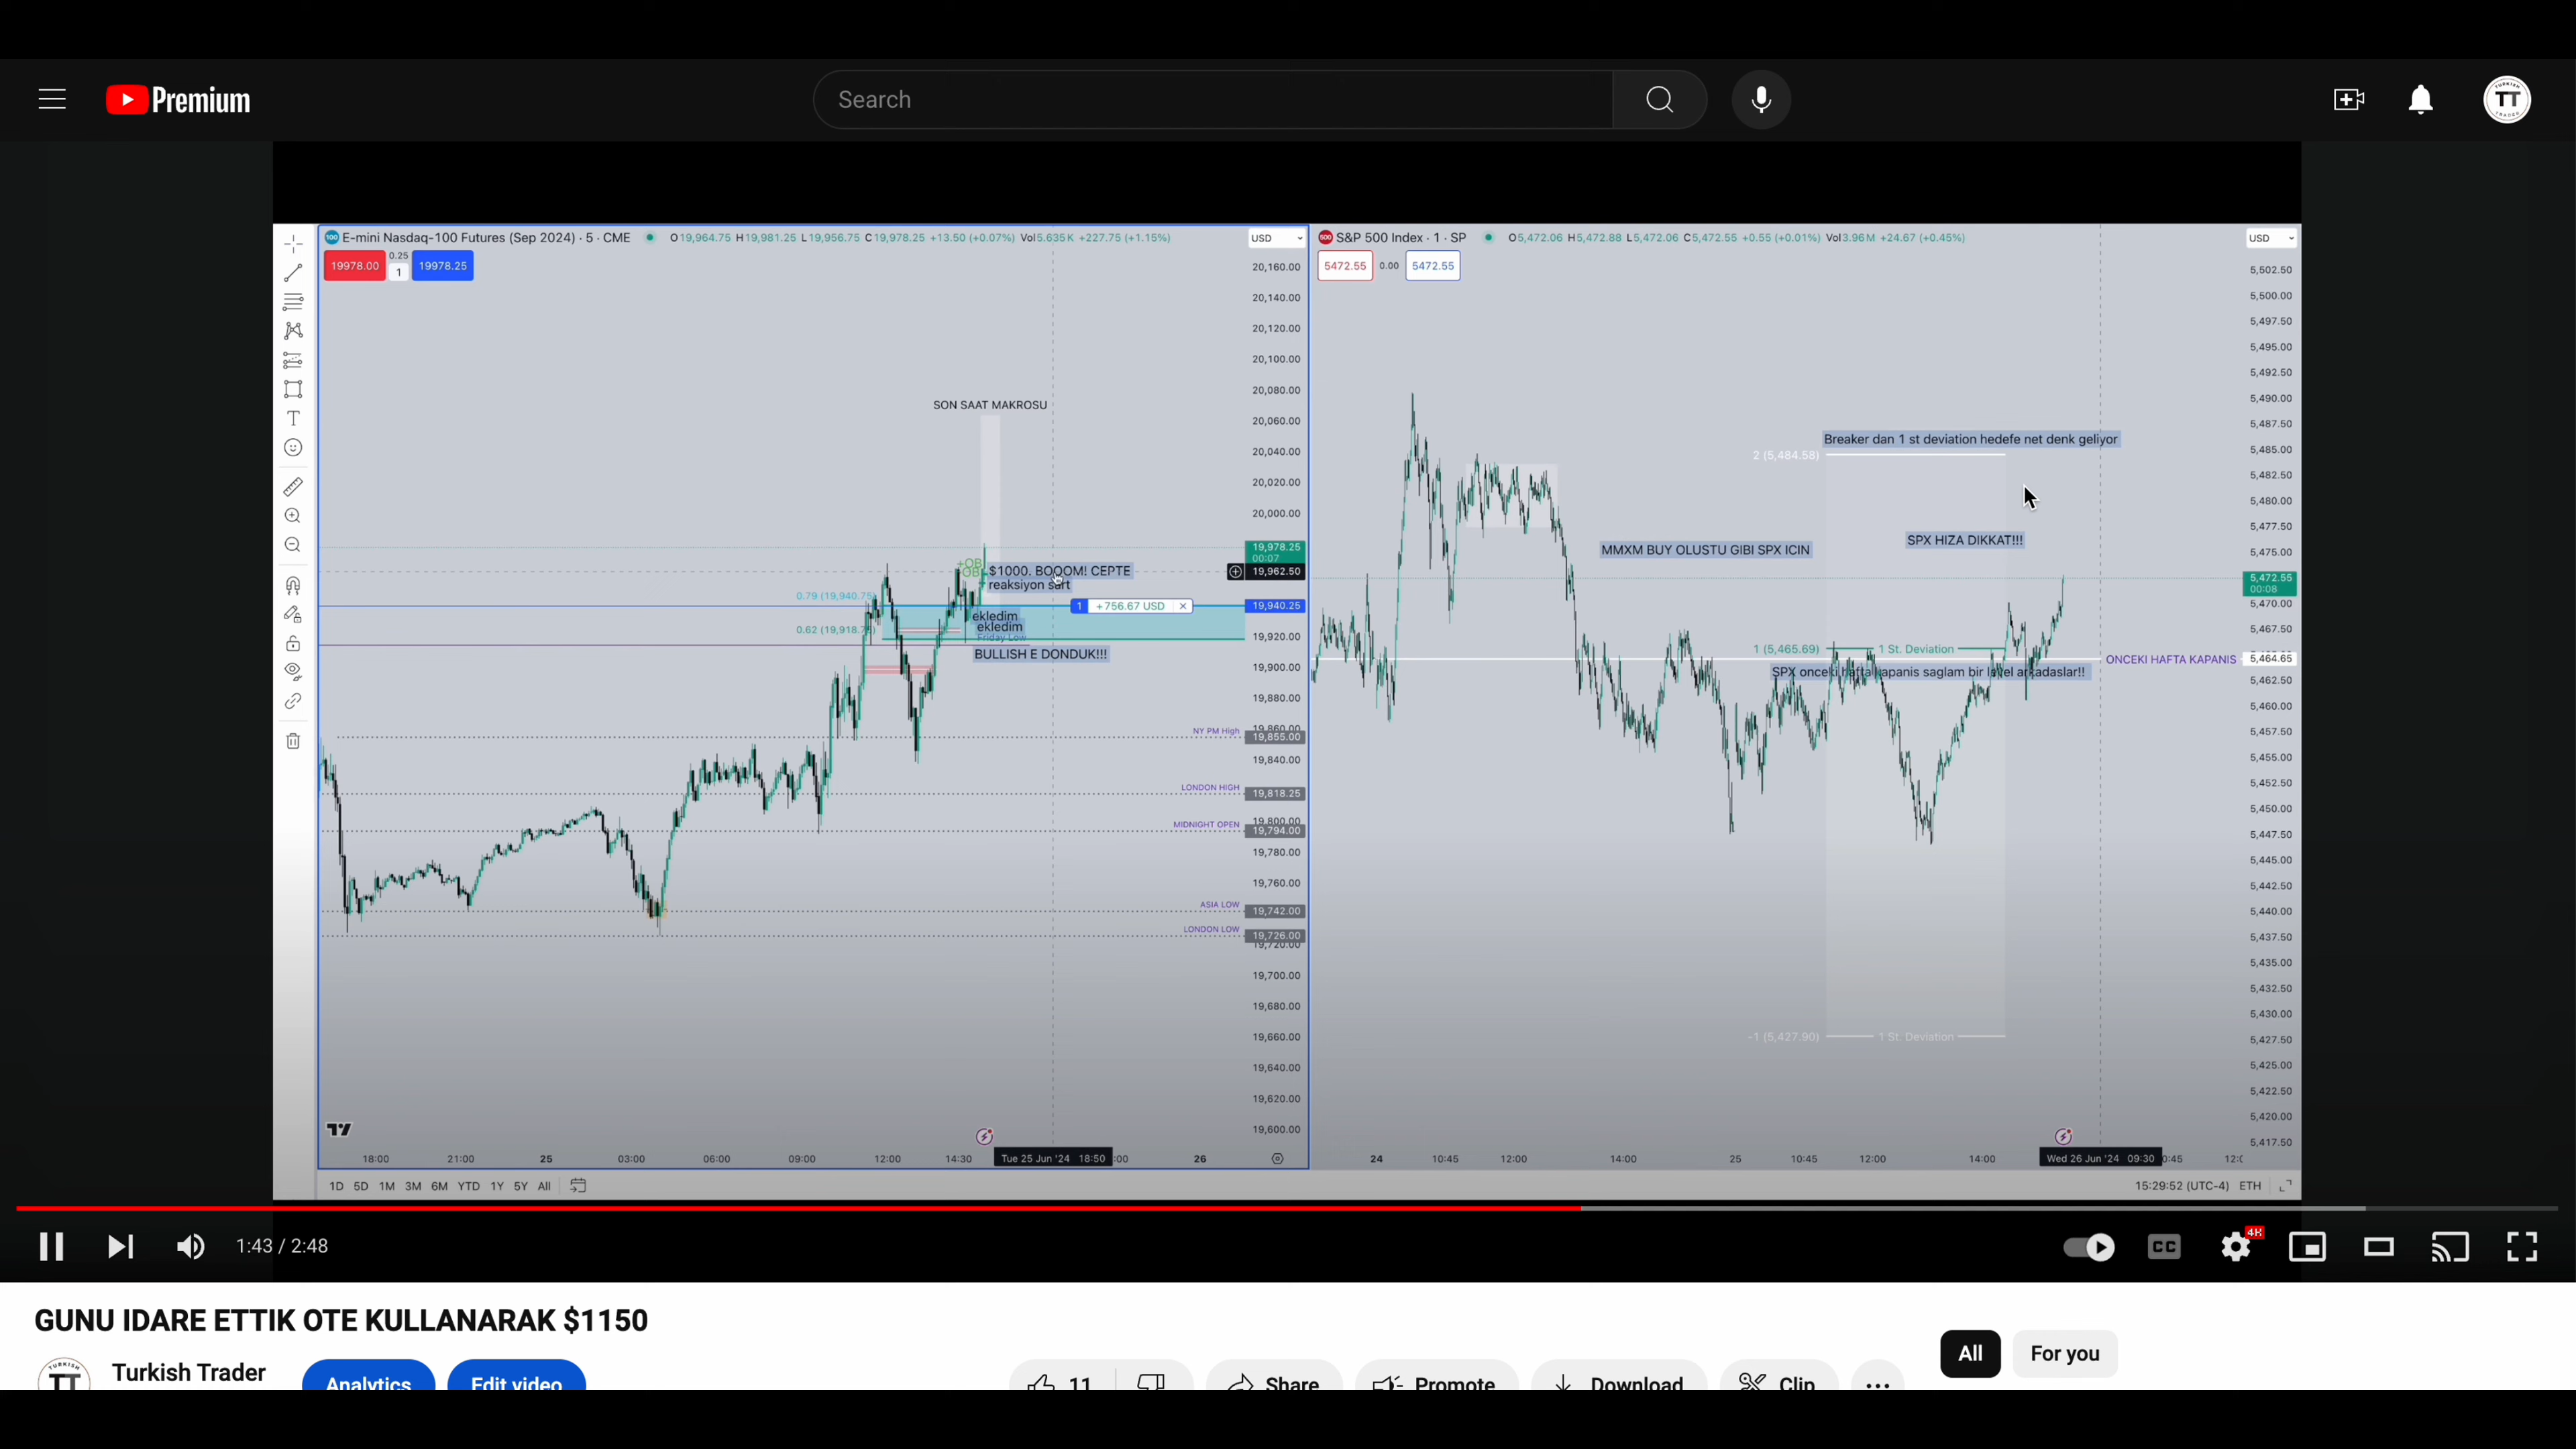 Premium
Search
TURKISH
TT
TRADER
E-mini Nasdaq-100 Futures (Sep 2024) · 5 · CME
O19,964.75 H19,981.25 L19,956.75 C19,978.25 +13.50 (+0.07%) Vol5.635K +227.75 (+1.15%)
USD
19978.00
0.25
1
19978.25
20,160.00
20,140.00
20,120.00
20,100.00
20,080.00
20,060.00
20,040.00
20,020.00
20,000.00
19,978.25
00:07
19,962.50
19,940.25
19,920.00
19,900.00
19,880.00
19,860.00
19,855.00
19,840.00
19,818.25
19,800.00
19,794.00
19,780.00
19,760.00
19,742.00
19,726.00
19,720.00
19,700.00
19,680.00
19,660.00
19,640.00
19,620.00
19,600.00
SON SAAT MAKROSU
+OB
OB
$1000. BOOOM! CEPTE
reaksiyon sart
0.79 (19,940.75)
1 +756.67 USD ×
ekledim
ekledim
0.62 (19,918.75)
Friday Low
BULLISH E DONDUK!!!
NY PM High
LONDON HIGH
MIDNIGHT OPEN
ASIA LOW
LONDON LOW
18:00 21:00 25 03:00 06:00 09:00 12:00 14:30 Tue 25 Jun '24 18:50 :00 26
S&P 500 Index · 1 · SP
O5,472.06 H5,472.88 L5,472.06 C5,472.55 +0.55 (+0.01%) Vol3.96M +24.67 (+0.45%)
USD
5472.55 0.00 5472.55
5,502.50
5,500.00
5,497.50
5,495.00
5,492.50
5,490.00
5,487.50
5,485.00
5,482.50
5,480.00
5,477.50
5,475.00
5,472.55
00:08
5,470.00
5,467.50
5,464.65
5,462.50
5,460.00
5,457.50
5,455.00
5,452.50
5,450.00
5,447.50
5,445.00
5,442.50
5,440.00
5,437.50
5,435.00
5,432.50
5,430.00
5,427.50
5,425.00
5,422.50
5,420.00
5,417.50
Breaker dan 1 st deviation hedefe net denk geliyor
2 (5,484.58)
SPX HIZA DIKKAT!!!
MMXM BUY OLUSTU GIBI SPX ICIN
1 (5,465.69) 1 St. Deviation
ONCEKI HAFTA KAPANIS
SPX onceki hafta kapanis saglam bir level arkadaslar!!
-1 (5,427.90) 1 St. Deviation
24 10:45 12:00 14:00 25 10:45 12:00 14:00 Wed 26 Jun '24 09:30 0:45
1D 5D 1M 3M 6M YTD 1Y 5Y All
15:29:52 (UTC-4) ETH
1:43 / 2:48
CC
4K
GUNU IDARE ETTIK OTE KULLANARAK $1150
TURKISH
TT
Turkish Trader
Analytics
Edit video
11
Share
Promote
Download
Clip
All
For you